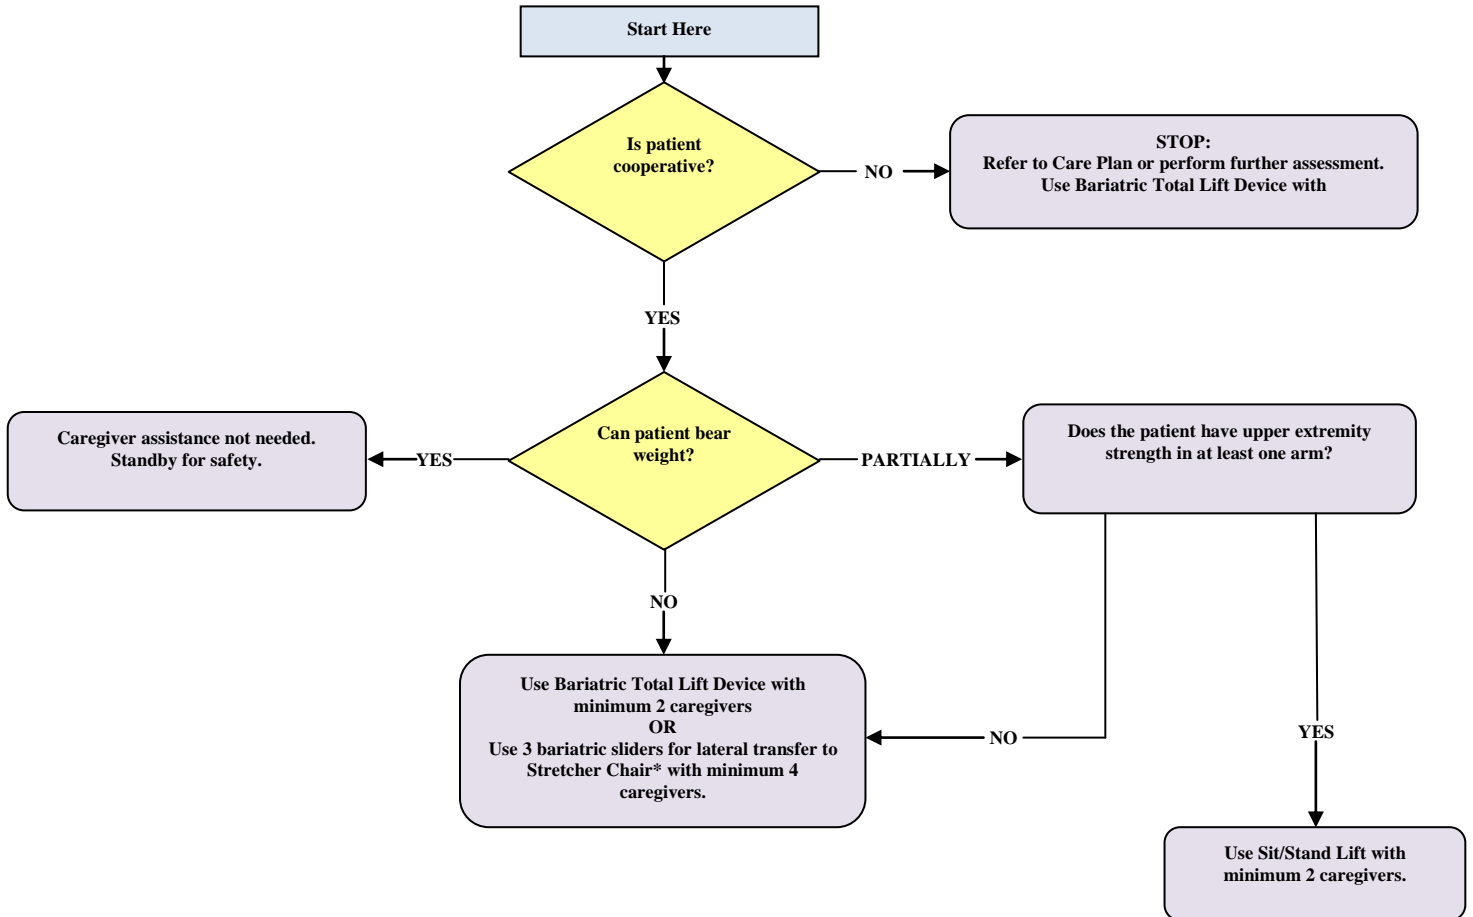 Start Here
Is patient
cooperative?
NO
STOP:
Refer to Care Plan or perform further assessment.
Use Bariatric Total Lift Device with
YES
Caregiver assistance not needed.
Standby for safety.
YES
Can patient bear
weight?
PARTIALLY
Does the patient have upper extremity
strength in at least one arm?
NO
Use Bariatric Total Lift Device with
minimum 2 caregivers
OR
Use 3 bariatric sliders for lateral transfer to
Stretcher Chair* with minimum 4
caregivers.
NO
YES
Use Sit/Stand Lift with
minimum 2 caregivers.